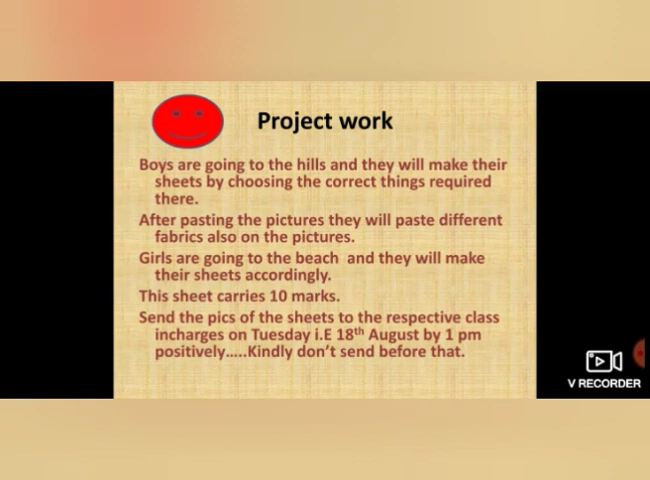 Project work
Boys are going to the hills and they will make their
sheets by choosing the correct things required
there.
After pasting the pictures they will paste different
fabrics also on the pictures.
Girls are going to the beach and they will make
their sheets accordingly.
This sheet carries 10 marks.
Send the pics of the sheets to the respective class
incharges on Tuesday i.E 18th August by 1 pm
positively.....Kindly don't send before that.
V RECORDER